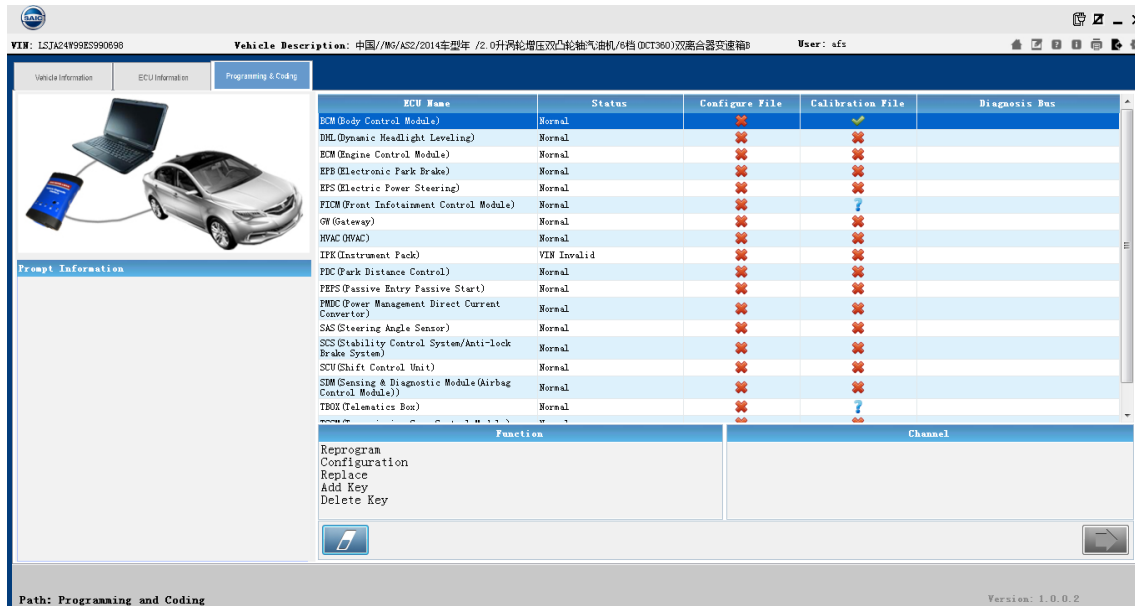 SAIC
VIN: LSJA24W99ES990698 Vehicle Description: 中国//MG/AS2/2014车型年 /2.0升涡轮增压双凸轮轴汽油机/6档(DCT360)双离合器变速箱B User: afs
Vehicle Information ECU Information Programming & Coding
ECU Name Status Configure File Calibration File Diagnosis Bus
BCM(Body Control Module) Normal
DHL(Dynamic Headlight Leveling) Normal
ECM(Engine Control Module) Normal
EPB(Electronic Park Brake) Normal
EPS(Electric Power Steering) Normal
FICM(Front Infotainment Control Module) Normal ?
GW(Gateway) Normal
HVAC(HVAC) Normal
IPK(Instrument Pack) VIN Invalid
PDC(Park Distance Control) Normal
PEPS(Passive Entry Passive Start) Normal
PMDC(Power Management Direct Current
Convertor) Normal
SAS(Steering Angle Sensor) Normal
SCS(Stability Control System/Anti-lock
Brake System) Normal
SCU(Shift Control Unit) Normal
SDM(Sensing & Diagnostic Module(Airbag
Control Module)) Normal
TBOX(Telematics Box) Normal ?
Prompt Information
Function Channel
Reprogram
Configuration
Replace
Add Key
Delete Key
Path: Programming and Coding Version: 1.0.0.2